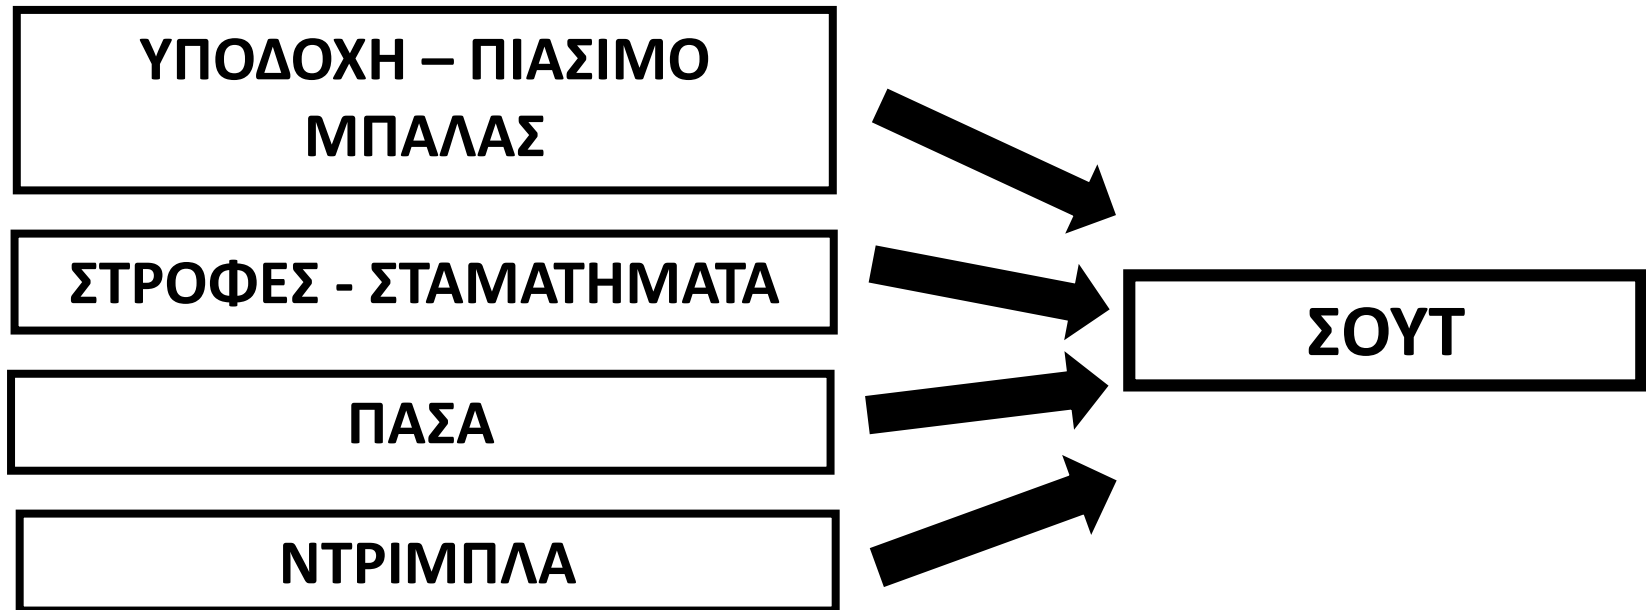 ΥΠΟΔΟΧΗ – ΠΙΑΣΙΜΟ
ΜΠΑΛΑΣ
ΣΤΡΟΦΕΣ - ΣΤΑΜΑΤΗΜΑΤΑ
ΠΑΣΑ
ΝΤΡΙΜΠΛΑ
ΣΟΥΤ